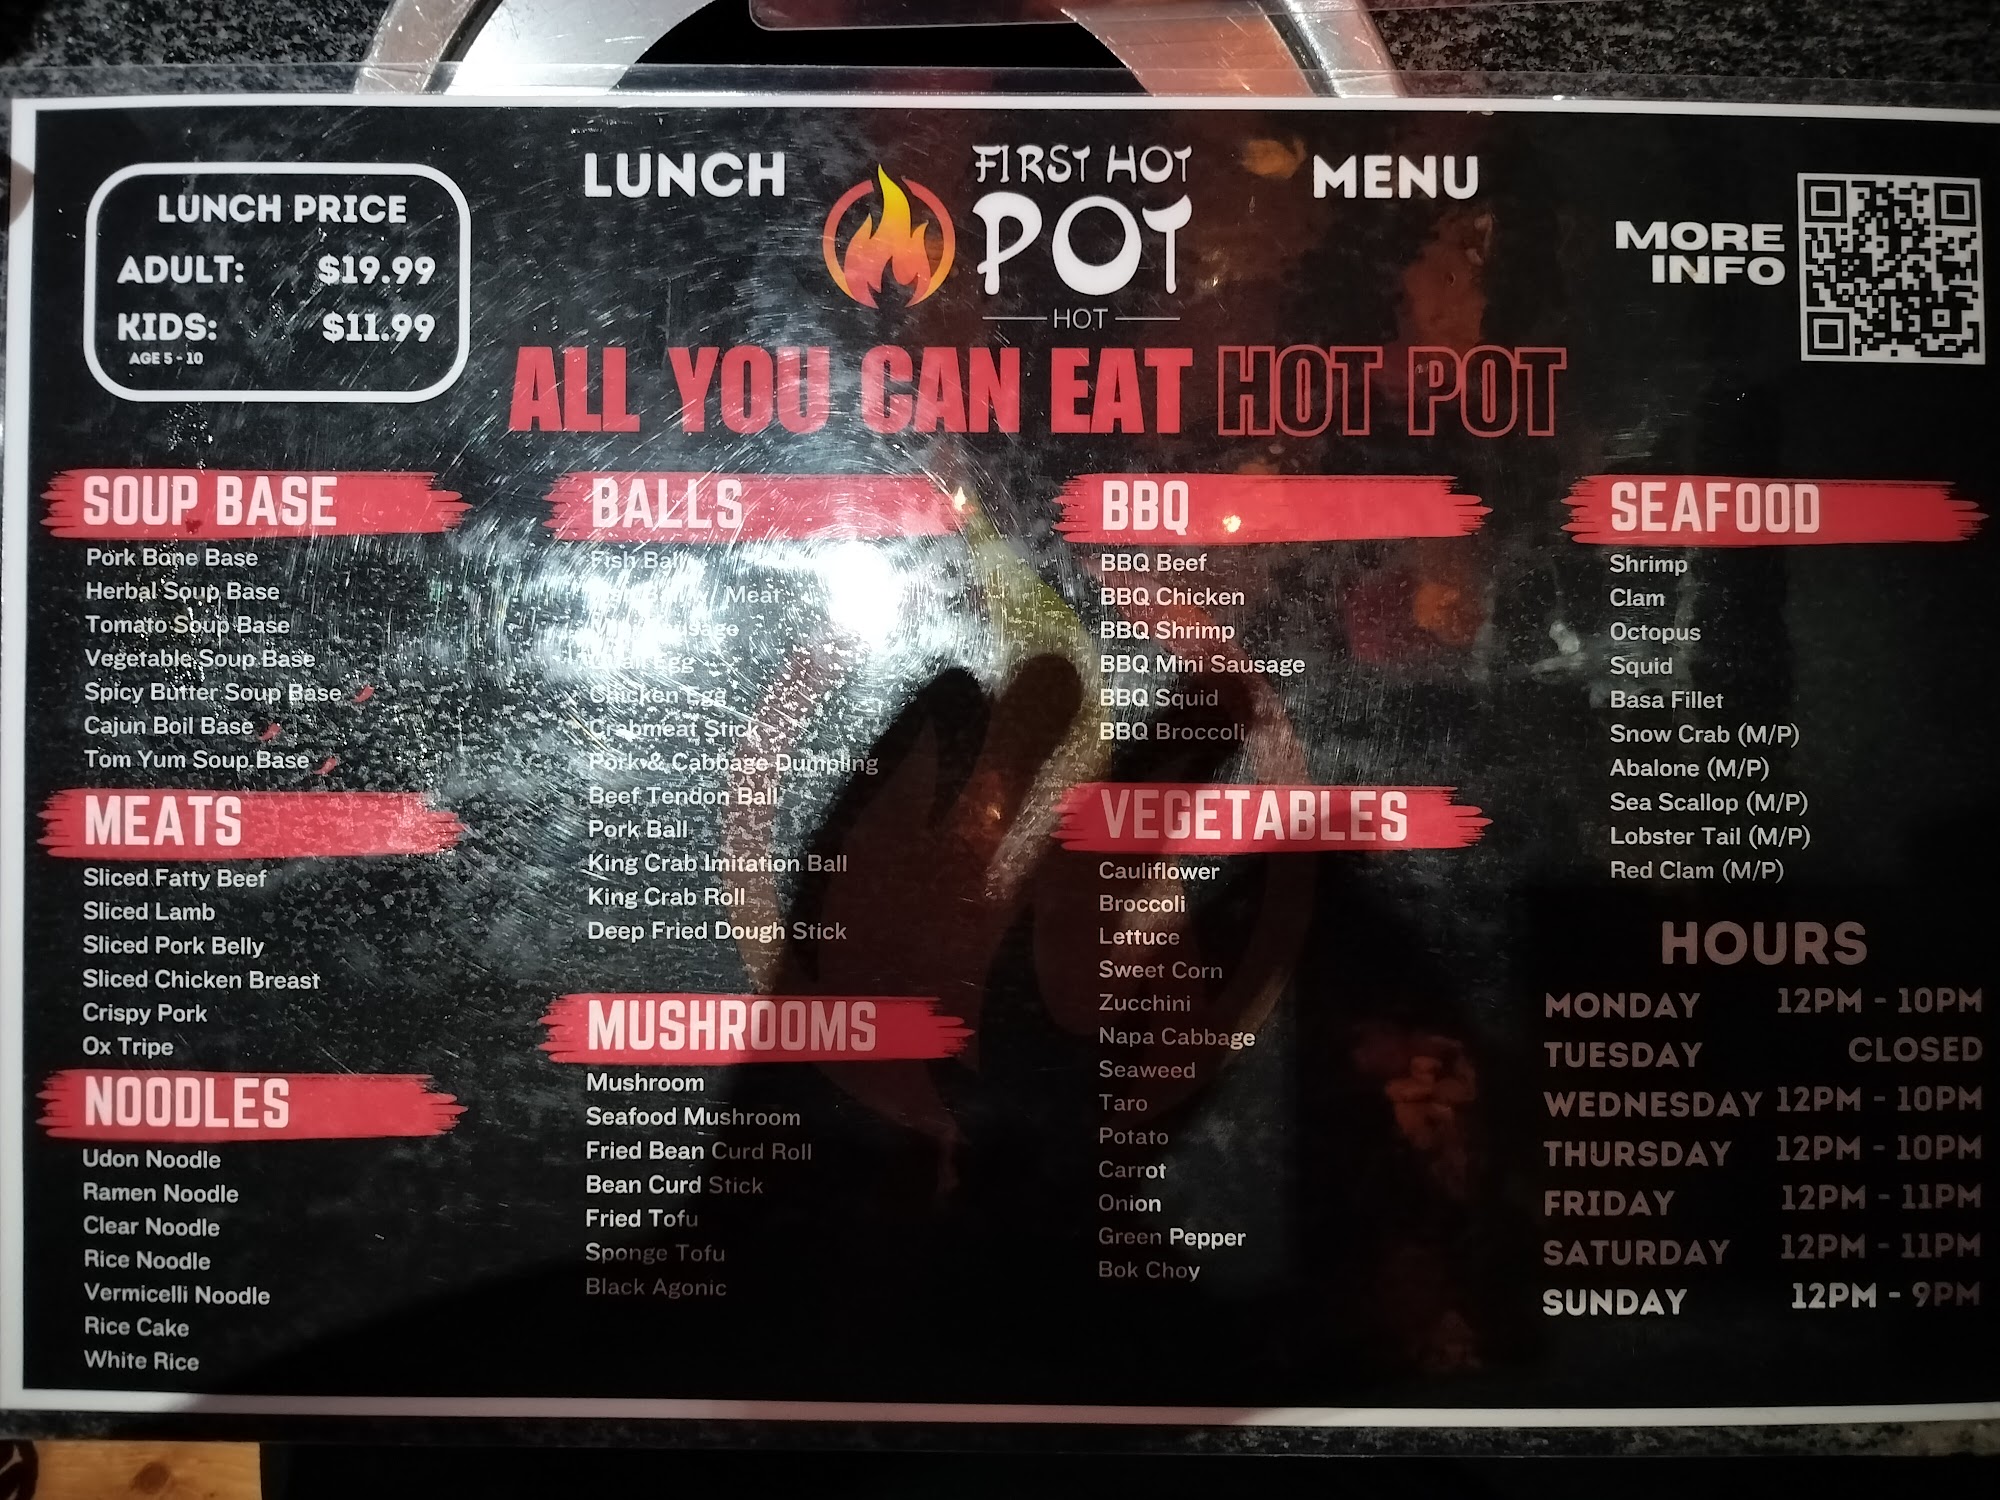 LUNCH
FIRST HOT
POT
HOT
MENU
LUNCH PRICE
ADULT: $19.99
KIDS: $11.99
AGE 5 - 10
MORE
INFO
ALL YOU CAN EAT HOT POT
SOUP BASE
Pork Bone Base
Herbal Soup Base
Tomato Soup Base
Vegetable Soup Base
Spicy Butter Soup Base
Cajun Boil Base
Tom Yum Soup Base
MEATS
Sliced Fatty Beef
Sliced Lamb
Sliced Pork Belly
Sliced Chicken Breast
Crispy Pork
Ox Tripe
NOODLES
Udon Noodle
Ramen Noodle
Clear Noodle
Rice Noodle
Vermicelli Noodle
Rice Cake
White Rice
BALLS
Fish Ball
Meat
Sausage
Quail Egg
Chicken Egg
Crabmeat Stick
Pork & Cabbage Dumpling
Beef Tendon Ball
Pork Ball
King Crab Imitation Ball
King Crab Roll
Deep Fried Dough Stick
MUSHROOMS
Mushroom
Seafood Mushroom
Fried Bean Curd Roll
Bean Curd Stick
Fried Tofu
Sponge Tofu
Black Agonic
BBQ
BBQ Beef
BBQ Chicken
BBQ Shrimp
BBQ Mini Sausage
BBQ Squid
BBQ Broccoli
VEGETABLES
Cauliflower
Broccoli
Lettuce
Sweet Corn
Zucchini
Napa Cabbage
Seaweed
Taro
Potato
Carrot
Onion
Green Pepper
Bok Choy
SEAFOOD
Shrimp
Clam
Octopus
Squid
Basa Fillet
Snow Crab (M/P)
Abalone (M/P)
Sea Scallop (M/P)
Lobster Tail (M/P)
Red Clam (M/P)
HOURS
MONDAY 12PM - 10PM
TUESDAY CLOSED
WEDNESDAY 12PM - 10PM
THURSDAY 12PM - 10PM
FRIDAY 12PM - 11PM
SATURDAY 12PM - 11PM
SUNDAY 12PM - 9PM